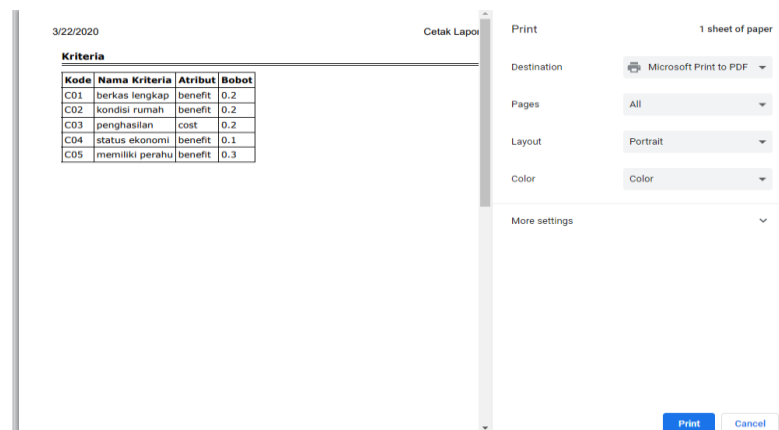 3/22/2020 Cetak Lapor
Kriteria
Kode Nama Kriteria Atribut Bobot
C01 berkas lengkap benefit 0.2
C02 kondisi rumah benefit 0.2
C03 penghasilan cost 0.2
C04 status ekonomi benefit 0.1
C05 memiliki perahu benefit 0.3
Print 1 sheet of paper
Destination Microsoft Print to PDF
Pages All
Layout Portrait
Color Color
More settings
Print Cancel